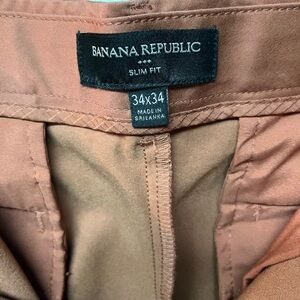 BANANA REPUBLIC
SLIM FIT
34x34
MADE IN
SRI LANKA